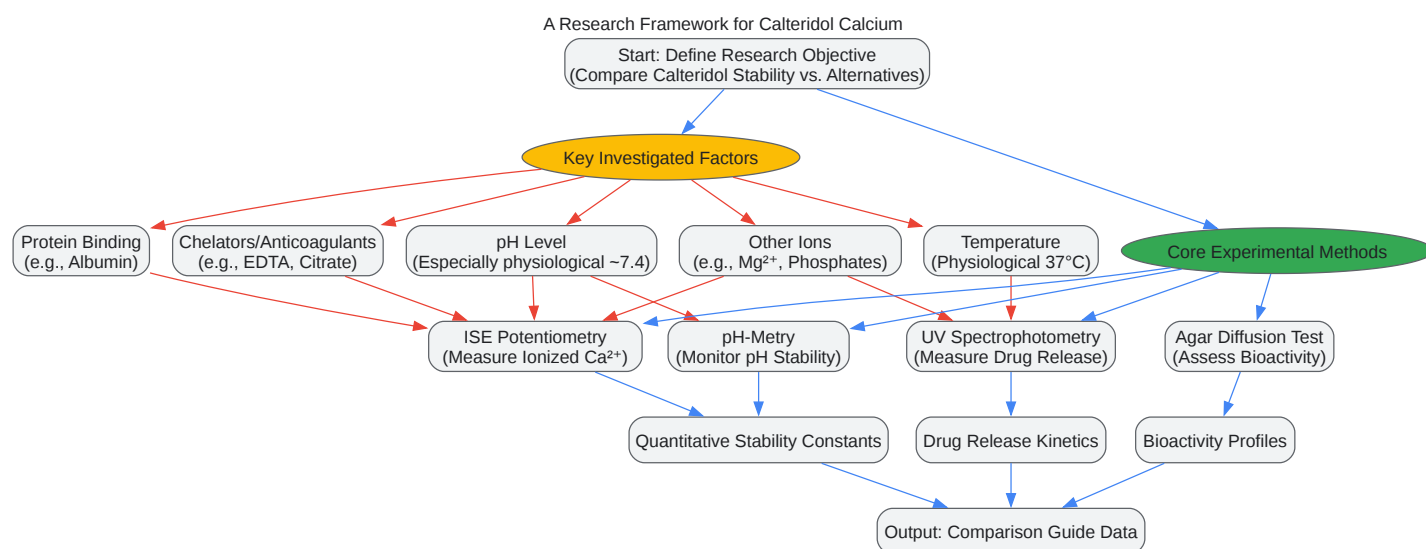 A Research Framework for Calteridol Calcium
Start: Define Research Objective
(Compare Calteridol Stability vs. Alternatives)
Key Investigated Factors
Protein Binding
(e.g., Albumin)
Chelators/Anticoagulants
(e.g., EDTA, Citrate)
pH Level
(Especially physiological ~7.4)
Other Ions
(e.g., Mg²⁺, Phosphates)
Temperature
(Physiological 37°C)
Core Experimental Methods
ISE Potentiometry
(Measure Ionized Ca²⁺)
pH-Metry
(Monitor pH Stability)
UV Spectrophotometry
(Measure Drug Release)
Agar Diffusion Test
(Assess Bioactivity)
Quantitative Stability Constants
Drug Release Kinetics
Bioactivity Profiles
Output: Comparison Guide Data